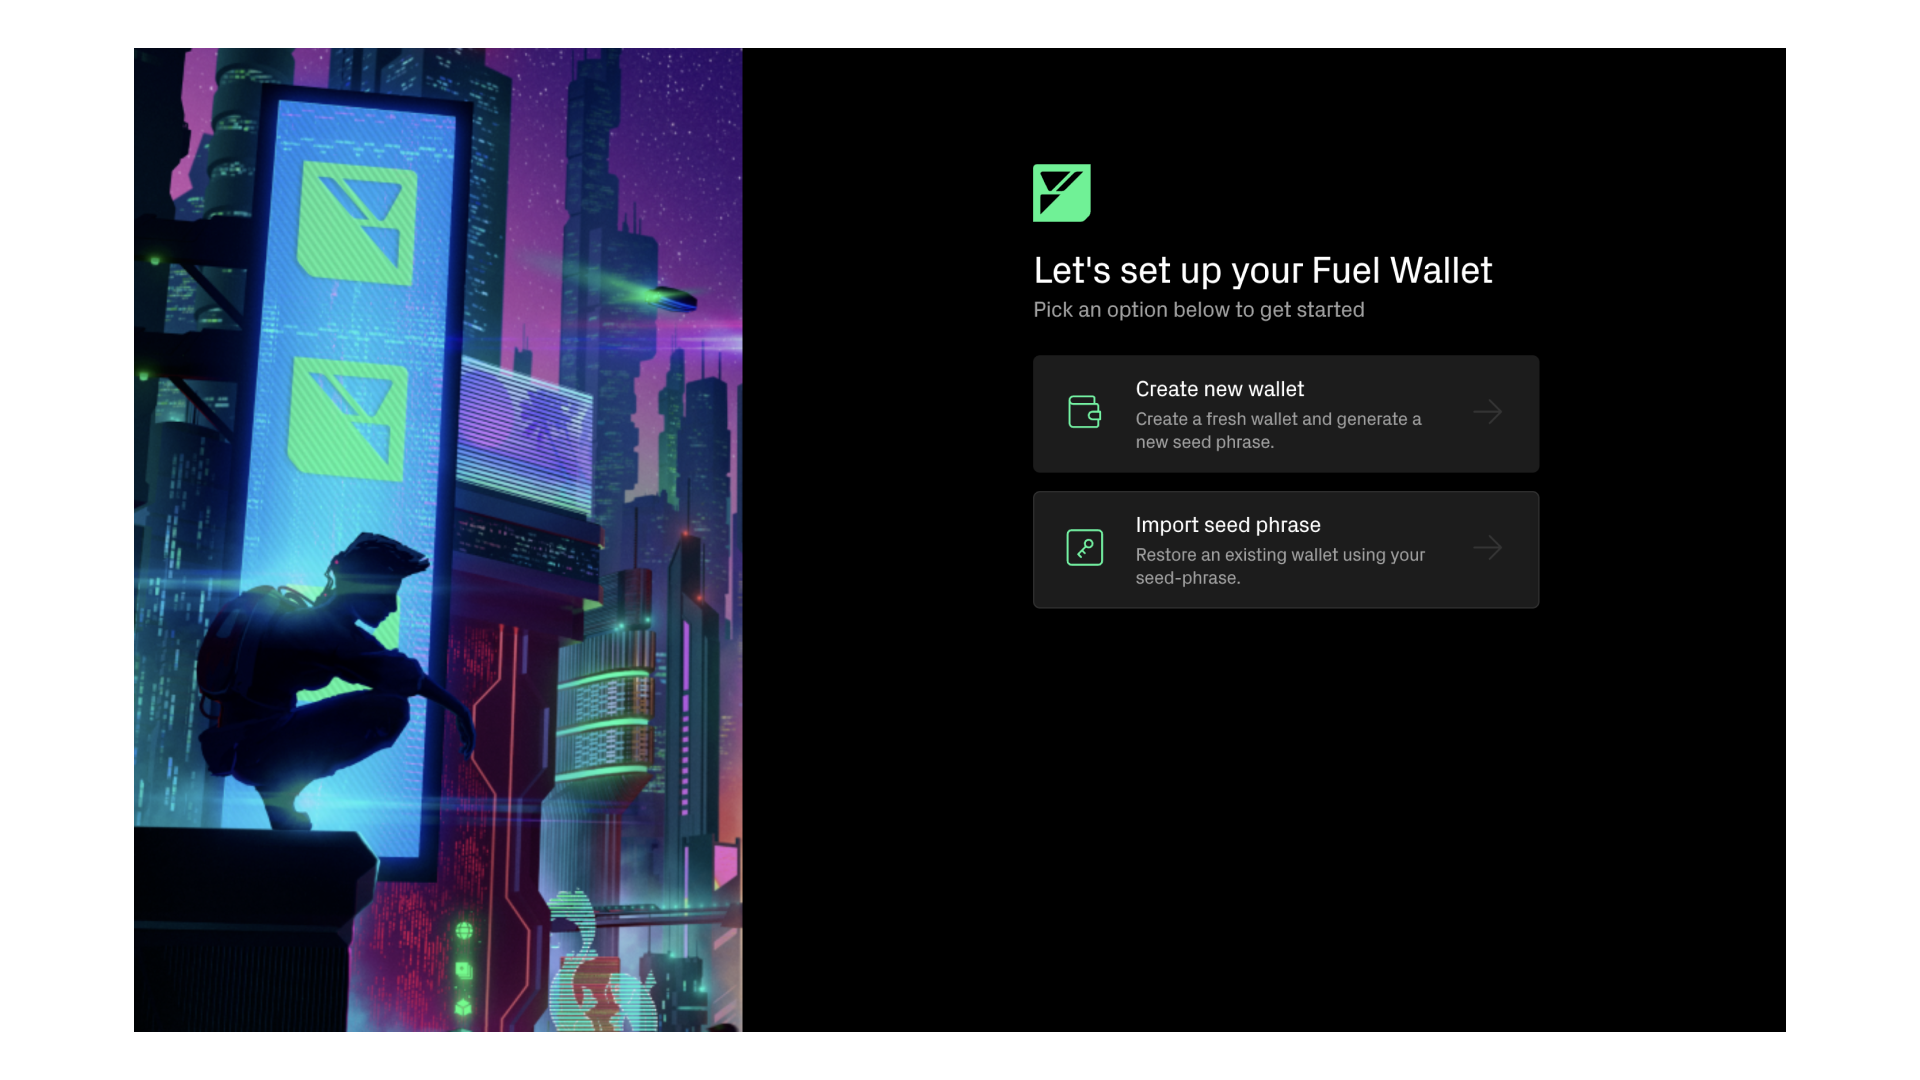 Let's set up your Fuel Wallet
Pick an option below to get started
Create new wallet
Create a fresh wallet and generate a
new seed phrase.
Import seed phrase
Restore an existing wallet using your
seed-phrase.